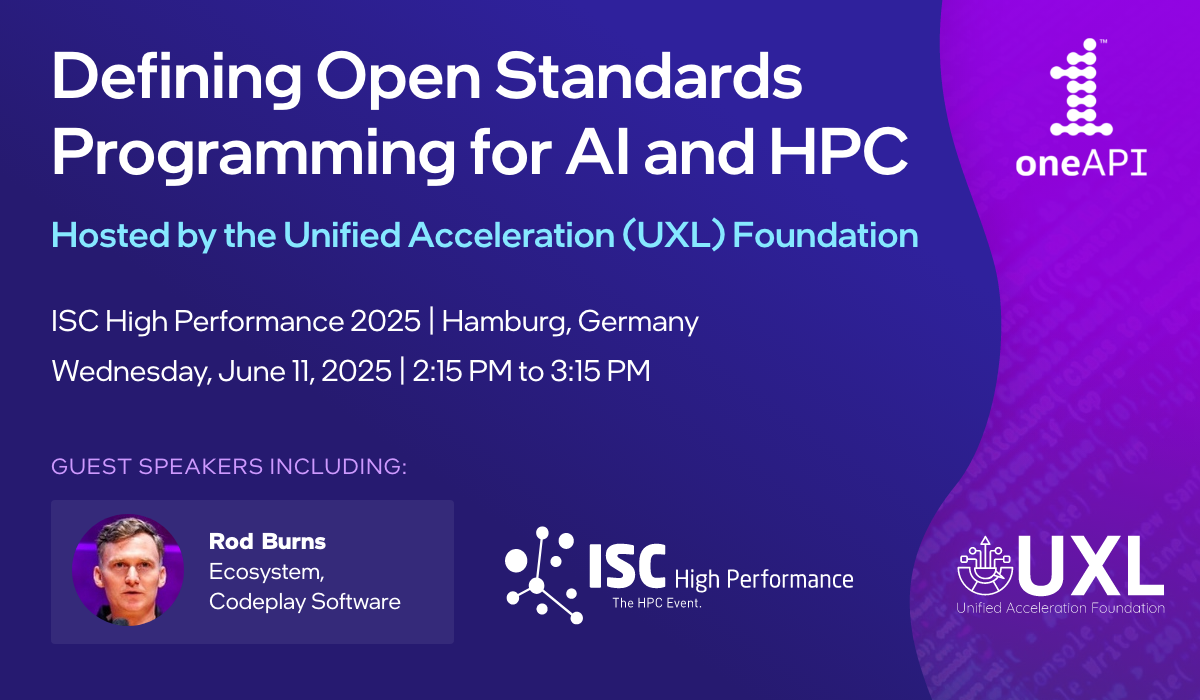 Defining Open Standards
Programming for AI and HPC
Hosted by the Unified Acceleration (UXL) Foundation
ISC High Performance 2025 | Hamburg, Germany
Wednesday, June 11, 2025 | 2:15 PM to 3:15 PM
GUEST SPEAKERS INCLUDING:
Rod Burns
Ecosystem,
Codeplay Software
ISC High Performance
The HPC Event.
™
oneAPI
UXL
Unified Acceleration Foundation